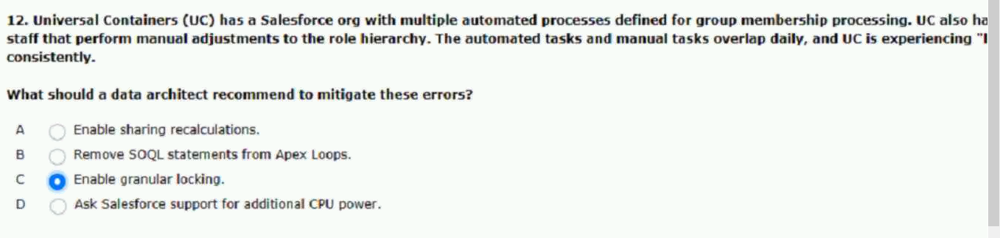 12. Universal Containers (UC) has a Salesforce org with multiple automated processes defined for group membership processing. UC also ha
staff that perform manual adjustments to the role hierarchy. The automated tasks and manual tasks overlap daily, and UC is experiencing "
consistently.
What should a data architect recommend to mitigate these errors?
A Enable sharing recalculations.
B Remove SOQL statements from Apex Loops.
C Enable granular locking.
D Ask Salesforce support for additional CPU power.